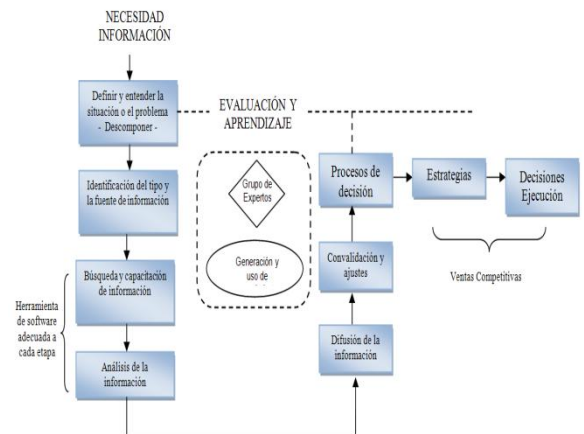 NECESIDAD
INFORMACIÓN
Definir y entender la
situación o el problema
- Descomponer -
EVALUACIÓN Y
APRENDIZAJE
Identificación del tipo y
la fuente de información
Grupo de
Expertos
Procesos de
decisión
Estrategias
Decisiones
Ejecución
Generación y
uso de
Búsqueda y capacitación
de información
Convalidación y
ajustes
Ventas Competitivas
Herramienta
de software
adecuada a
cada etapa
Análisis de la
información
Difusión de la
información